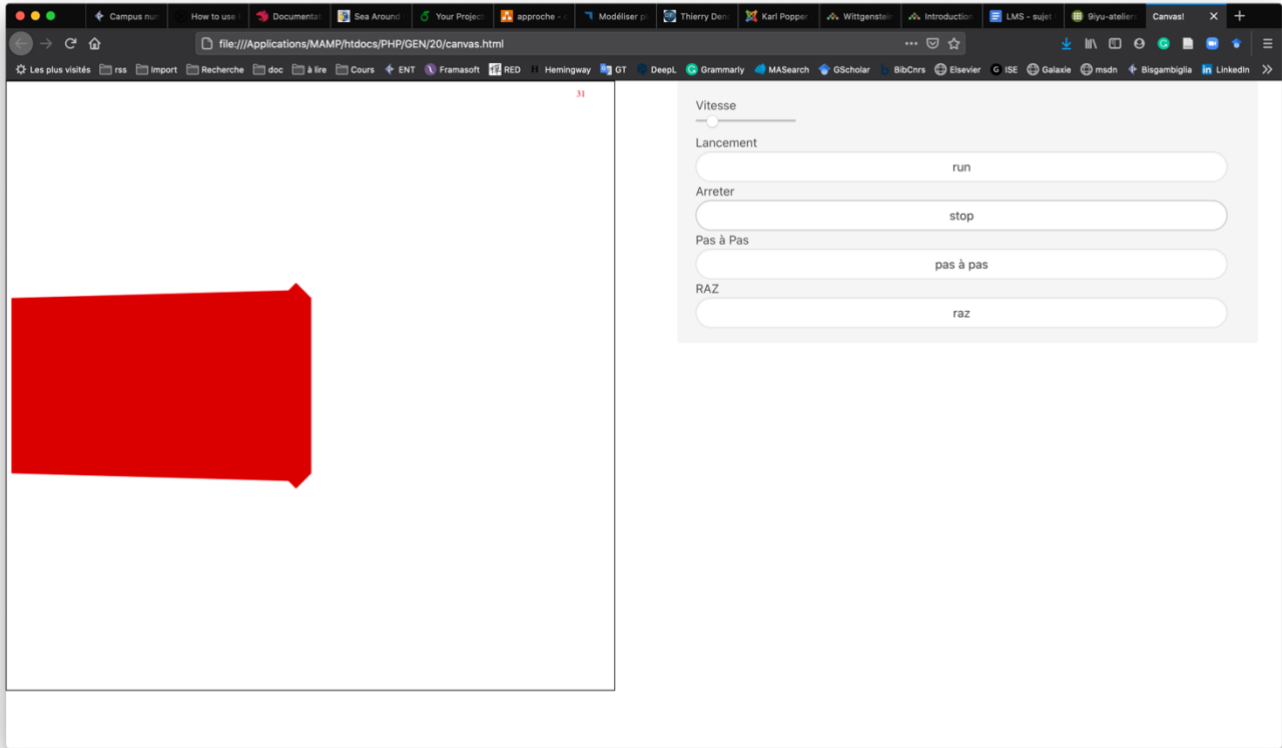 Campus nun
How to use i
Documentat
Sea Around
Your Project
approche - c
Modéliser p
Thierry Deno
Karl Popper
Wittgenstein
Introduction
LMS - sujet
9iyu-ateliers
Canvas!
file:///Applications/MAMP/htdocs/PHP/GEN/20/canvas.html
Les plus visités rss Import Recherche doc à lire Cours ENT Framasoft RED Hemingway GT DeepL Grammarly MASearch GScholar BibCnrs Elsevier ISE Galaxie msdn Bisgambiglia LinkedIn
31
Vitesse
Lancement
run
Arreter
stop
Pas à Pas
pas à pas
RAZ
raz